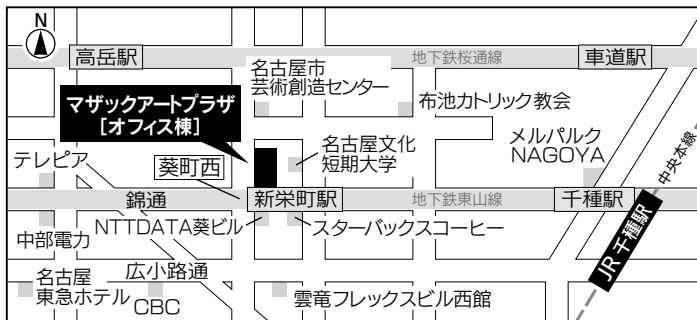 N
高岳駅
地下鉄桜通線
車道駅
名古屋市
芸術創造センター
布池カトリック教会
マザックアートプラザ
[オフィス棟]
名古屋文化
短期大学
メルパルク
NAGOYA
中央本線
テレピア
葵町西
錦通
新栄町駅
地下鉄東山線
千種駅
中部電力
NTTDATA葵ビル
スターバックスコーヒー
JR千種駅
名古屋
東急ホテル
広小路通
CBC
雲竜フレックスビル西館